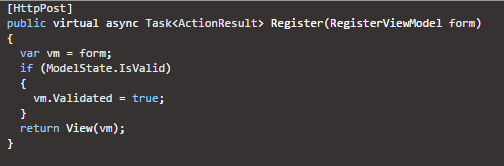 [HttpPost]
public virtual async Task<ActionResult> Register(RegisterViewModel form)
{
  var vm = form;
  if (ModelState.IsValid)
  {
    vm.Validated = true;
  }
  return View(vm);
}